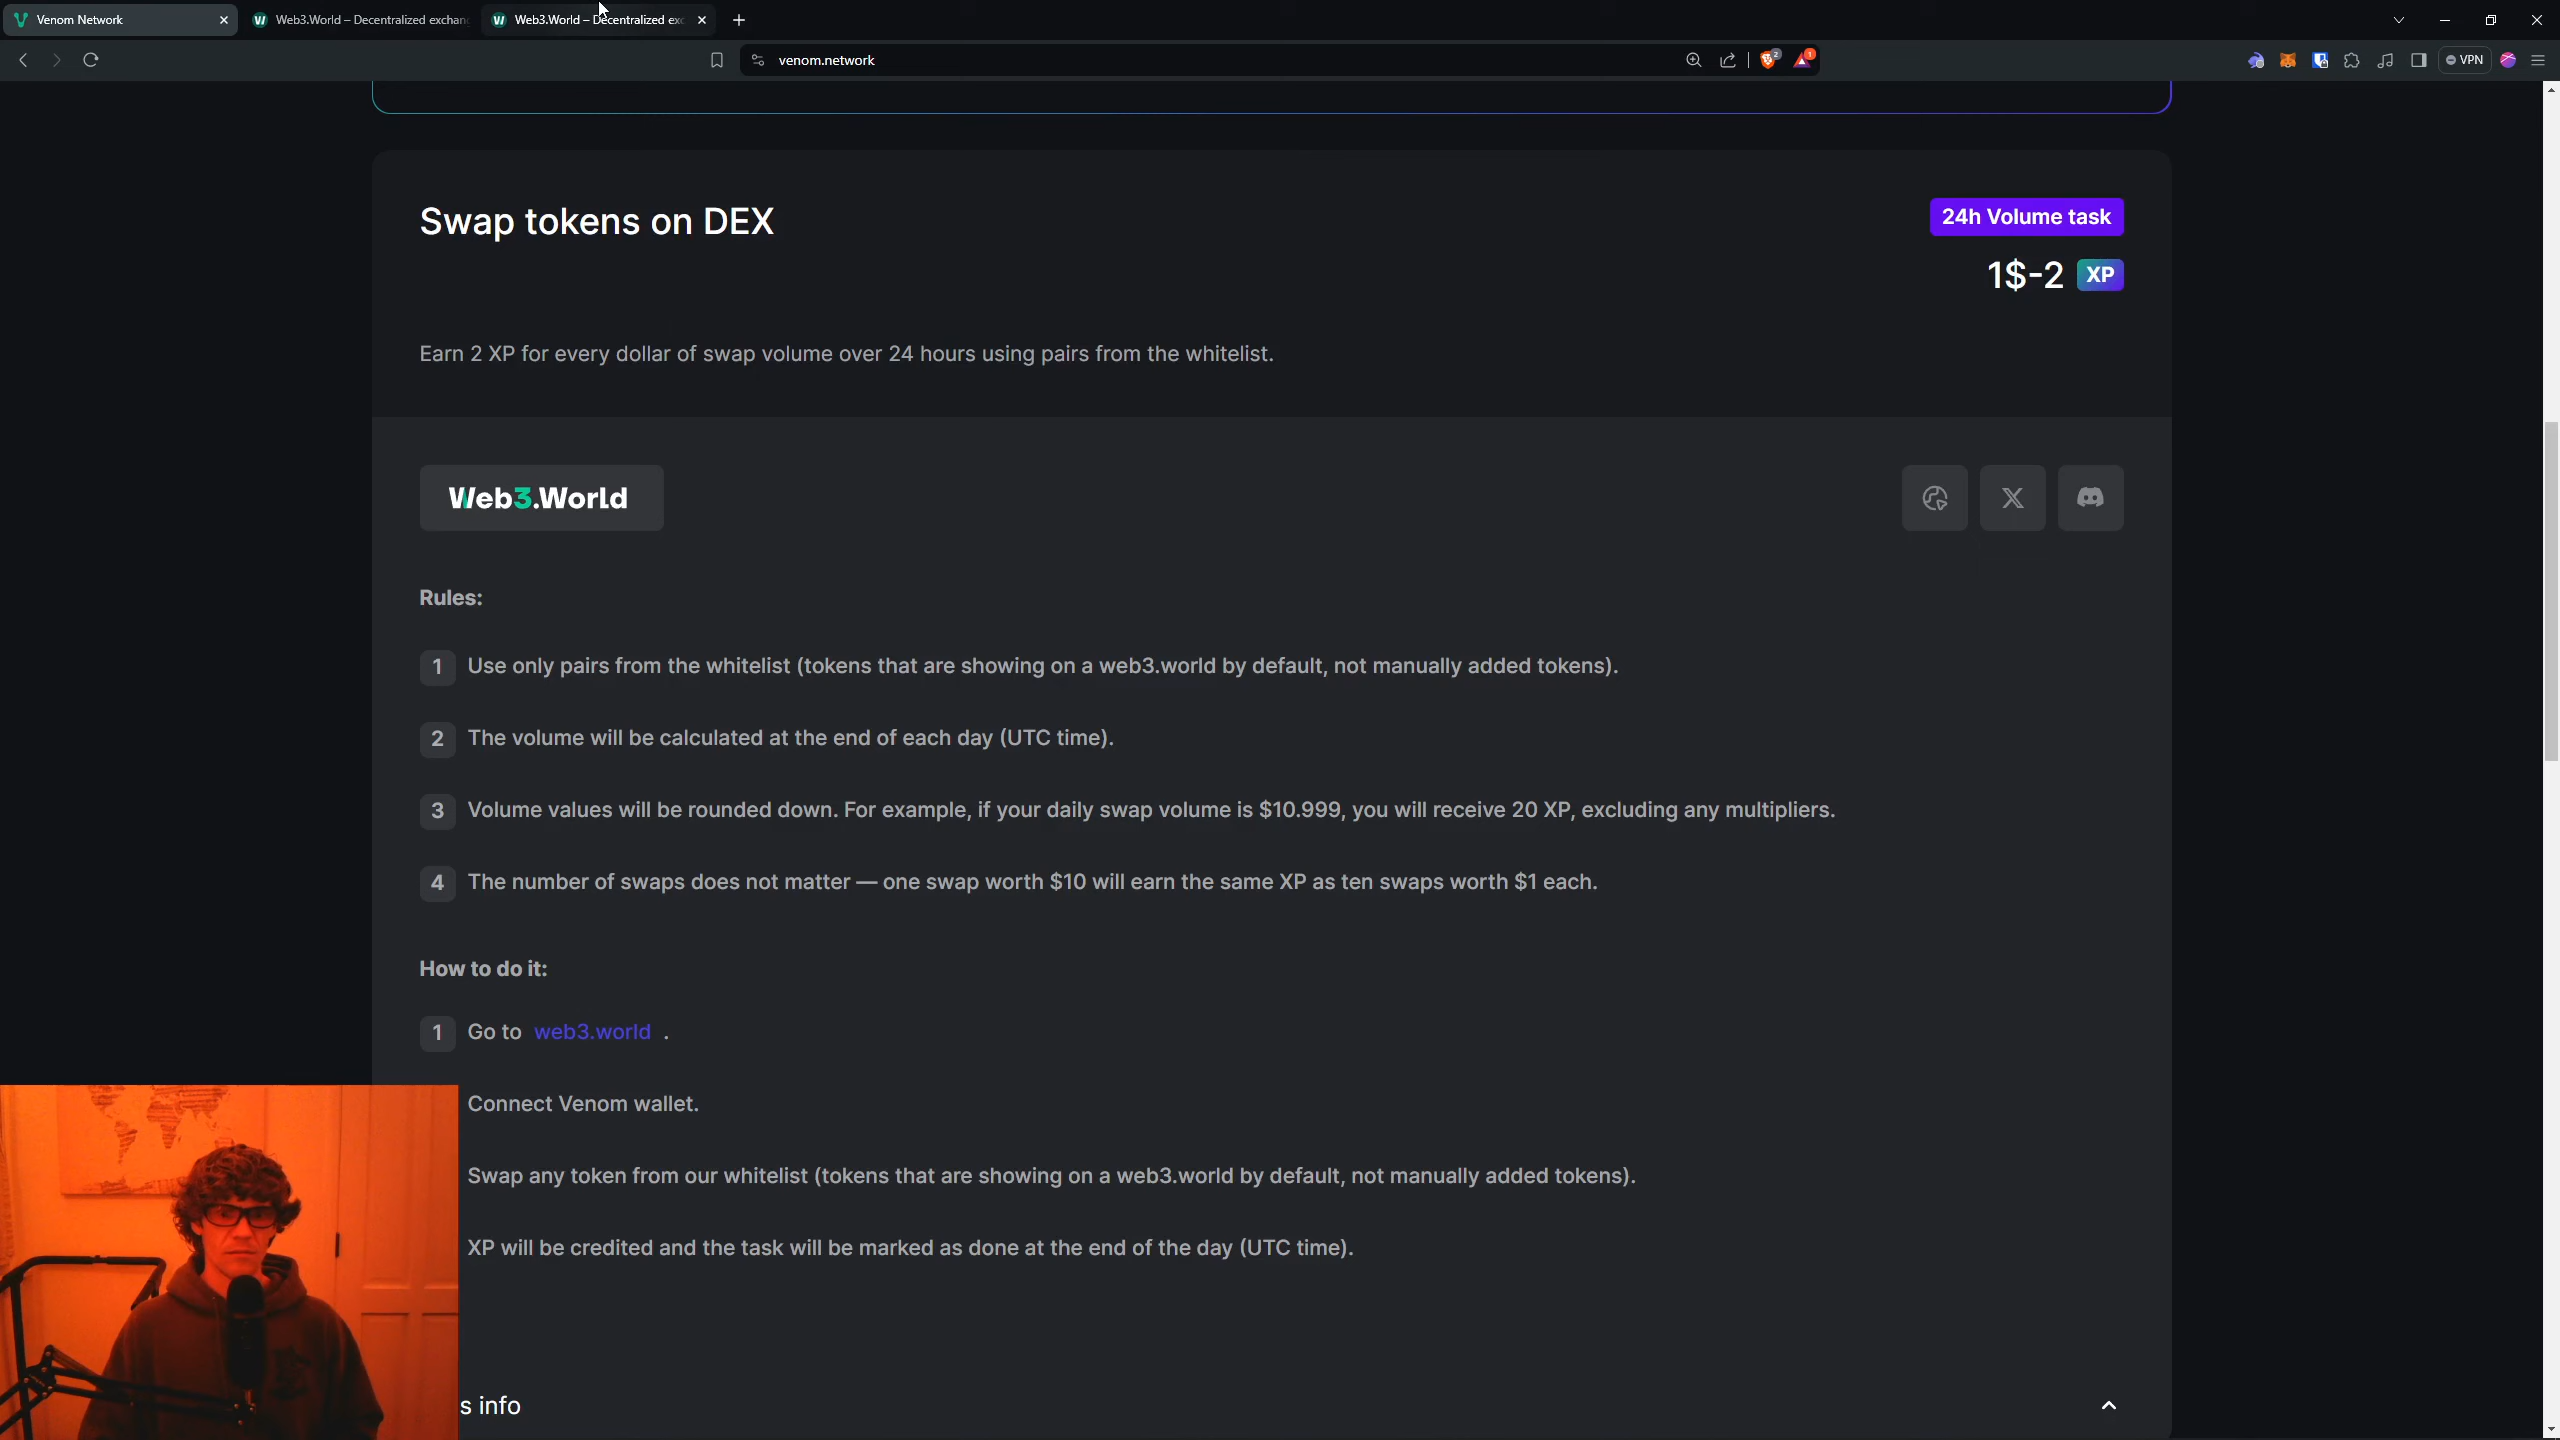 Venom Network
Web3.World – Decentralized exchan
Web3.World – Decentralized exc
venom.network
2
1
VPN
Swap tokens on DEX
24h Volume task
1$-2 XP
Earn 2 XP for every dollar of swap volume over 24 hours using pairs from the whitelist.
Web3.World
Rules:
1 Use only pairs from the whitelist (tokens that are showing on a web3.world by default, not manually added tokens).
2 The volume will be calculated at the end of each day (UTC time).
3 Volume values will be rounded down. For example, if your daily swap volume is $10.999, you will receive 20 XP, excluding any multipliers.
4 The number of swaps does not matter — one swap worth $10 will earn the same XP as ten swaps worth $1 each.
How to do it:
1 Go to web3.world .
Connect Venom wallet.
Swap any token from our whitelist (tokens that are showing on a web3.world by default, not manually added tokens).
XP will be credited and the task will be marked as done at the end of the day (UTC time).
s info